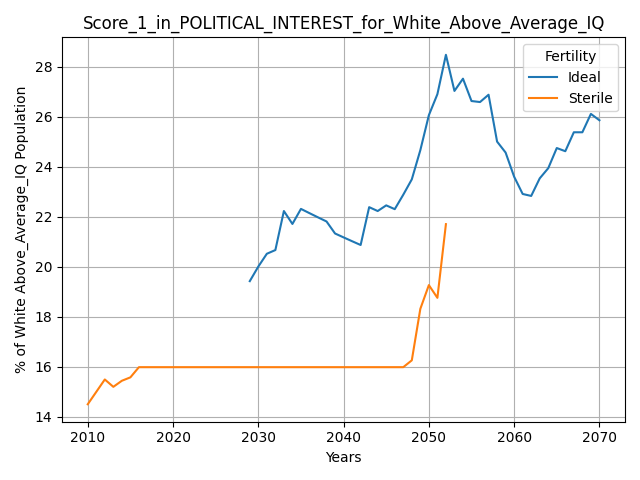 Score_1_in_POLITICAL_INTEREST_for_White_Above_Average_IQ
Fertility
Ideal
Sterile
% of White Above_Average_IQ Population
28
26
24
22
20
18
16
14
2010 2020 2030 2040 2050 2060 2070
Years